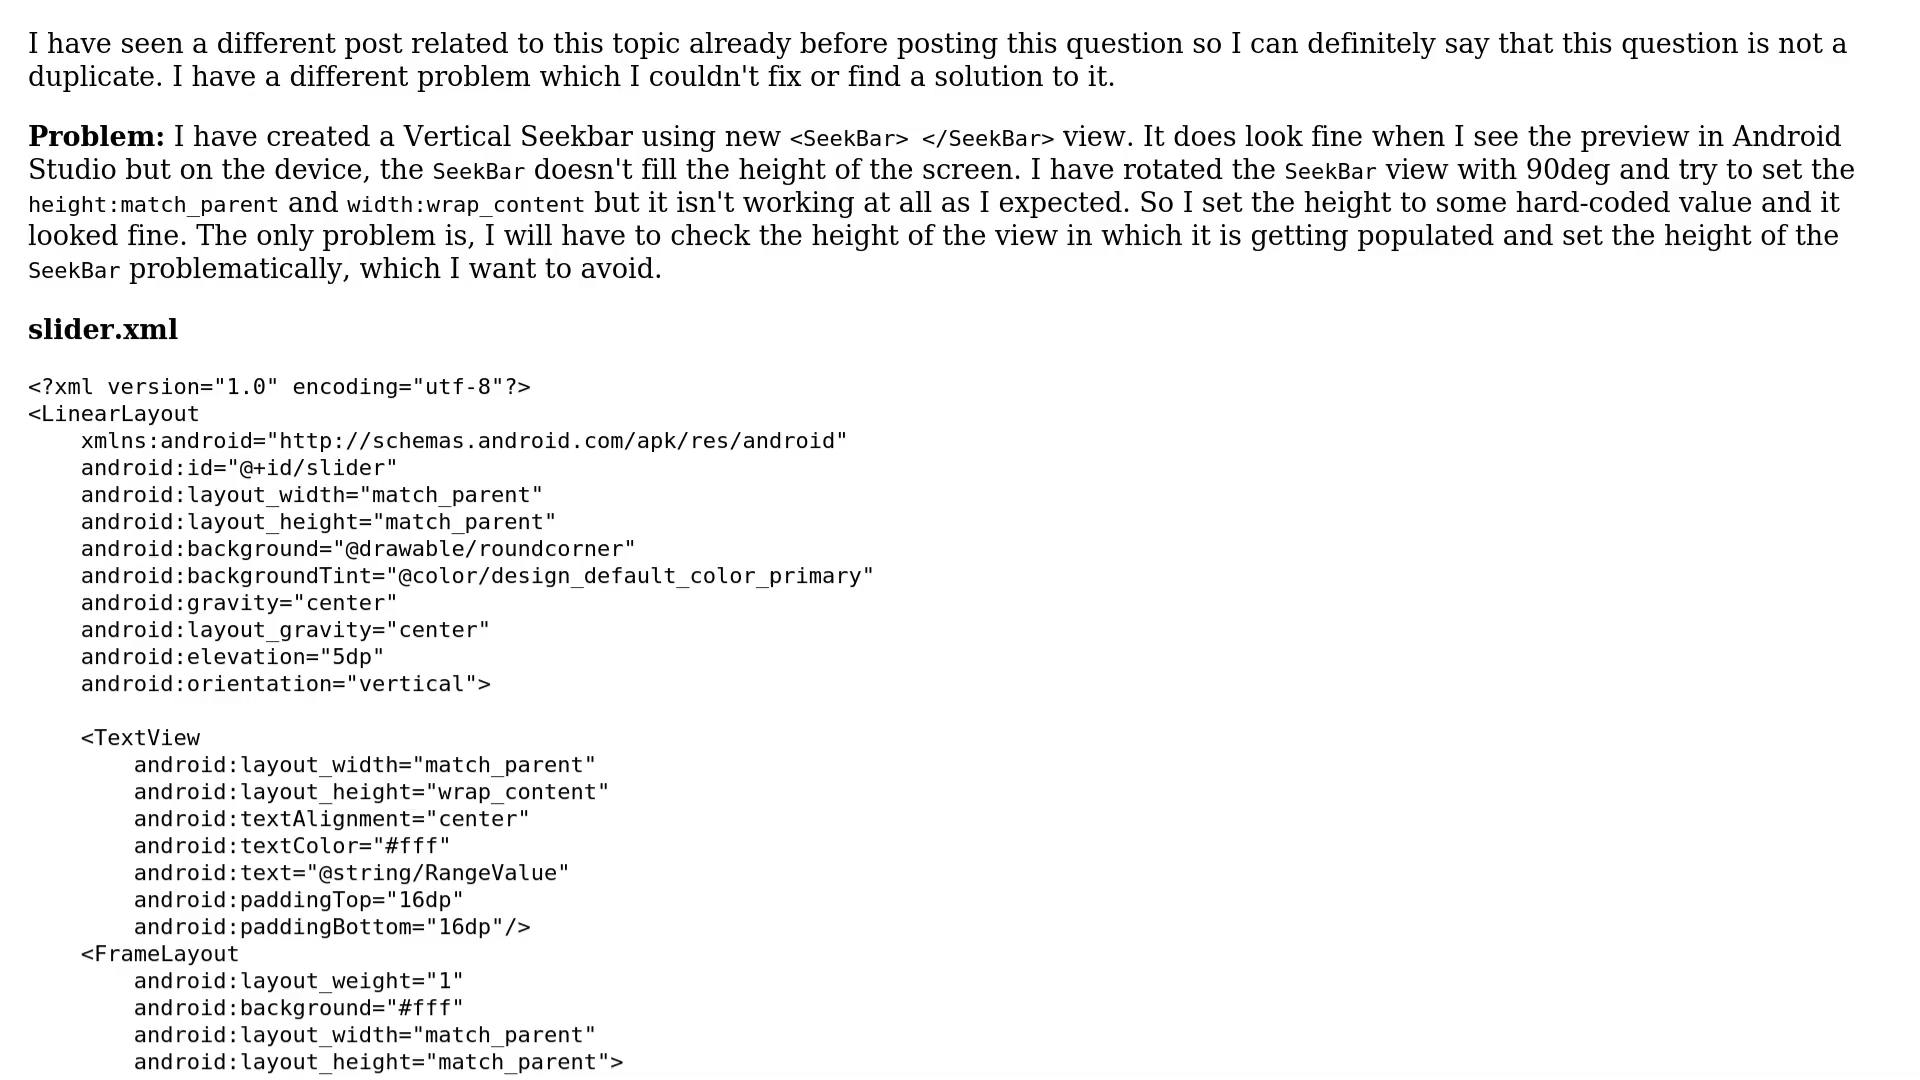 I have seen a different post related to this topic already before posting this question so I can definitely say that this question is not a
duplicate. I have a different problem which I couldn't fix or find a solution to it.
Problem: I have created a Vertical Seekbar using new <SeekBar> </SeekBar> view. It does look fine when I see the preview in Android
Studio but on the device, the SeekBar doesn't fill the height of the screen. I have rotated the SeekBar view with 90deg and try to set the
height:match_parent and width:wrap_content but it isn't working at all as I expected. So I set the height to some hard-coded value and it
looked fine. The only problem is, I will have to check the height of the view in which it is getting populated and set the height of the
SeekBar problematically, which I want to avoid.
slider.xml
<?xml version="1.0" encoding="utf-8"?>
<LinearLayout
    xmlns:android="http://schemas.android.com/apk/res/android"
    android:id="@+id/slider"
    android:layout_width="match_parent"
    android:layout_height="match_parent"
    android:background="@drawable/roundcorner"
    android:backgroundTint="@color/design_default_color_primary"
    android:gravity="center"
    android:layout_gravity="center"
    android:elevation="5dp"
    android:orientation="vertical">
    <TextView
        android:layout_width="match_parent"
        android:layout_height="wrap_content"
        android:textAlignment="center"
        android:textColor="#fff"
        android:text="@string/RangeValue"
        android:paddingTop="16dp"
        android:paddingBottom="16dp"/>
    <FrameLayout
        android:layout_weight="1"
        android:background="#fff"
        android:layout_width="match_parent"
        android:layout_height="match_parent">